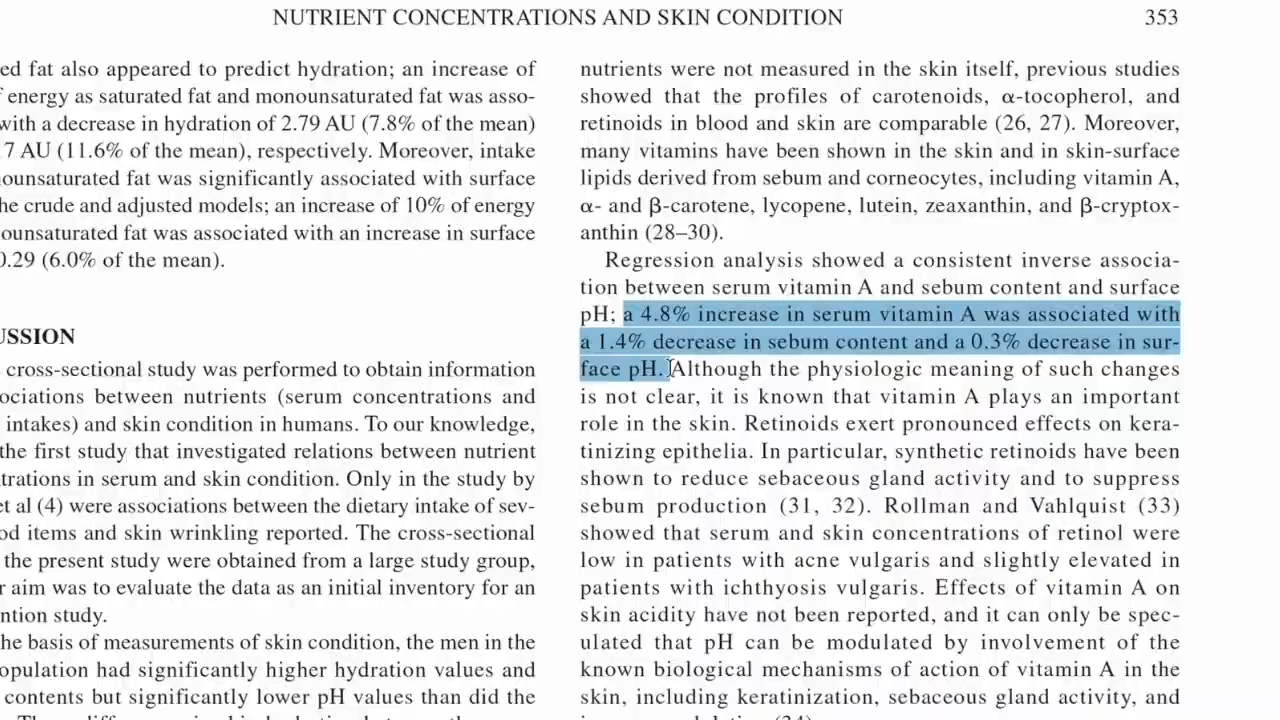 NUTRIENT CONCENTRATIONS AND SKIN CONDITION 353
fat also appeared to predict hydration; an increase of
energy as saturated fat and monounsaturated fat was asso-
with a decrease in hydration of 2.79 AU (7.8% of the mean)
7 AU (11.6% of the mean), respectively. Moreover, intake
fat was significantly associated with surface
crude and adjusted models; an increase of 10% of energy
was associated with an increase in surface
0.29 (6.0% of the mean).
USSION
cross-sectional study was performed to obtain information
between nutrients (serum concentrations and
intakes) and skin condition in humans. To our knowledge,
the first study that investigated relations between nutrient
in serum and skin condition. Only in the study by
et al (4) were associations between the dietary intake of sev-
items and skin wrinkling reported. The cross-sectional
the present study were obtained from a large study group,
aim was to evaluate the data as an initial inventory for an
study.
basis of measurements of skin condition, the men in the
had significantly higher hydration values and
contents but significantly lower pH values than did the
nutrients were not measured in the skin itself, previous studies
showed that the profiles of carotenoids, α-tocopherol, and
retinoids in blood and skin are comparable (26, 27). Moreover,
many vitamins have been shown in the skin and in skin-surface
lipids derived from sebum and corneocytes, including vitamin A,
α- and β-carotene, lycopene, lutein, zeaxanthin, and β-cryptox-
anthin (28–30).
Regression analysis showed a consistent inverse associa-
tion between serum vitamin A and sebum content and surface
pH; a 4.8% increase in serum vitamin A was associated with
a 1.4% decrease in sebum content and a 0.3% decrease in sur-
face pH. Although the physiologic meaning of such changes
is not clear, it is known that vitamin A plays an important
role in the skin. Retinoids exert pronounced effects on kera-
tinizing epithelia. In particular, synthetic retinoids have been
shown to reduce sebaceous gland activity and to suppress
sebum production (31, 32). Rollman and Vahlquist (33)
showed that serum and skin concentrations of retinol were
low in patients with acne vulgaris and slightly elevated in
patients with ichthyosis vulgaris. Effects of vitamin A on
skin acidity have not been reported, and it can only be spec-
ulated that pH can be modulated by involvement of the
known biological mechanisms of action of vitamin A in the
skin, including keratinization, sebaceous gland activity, and